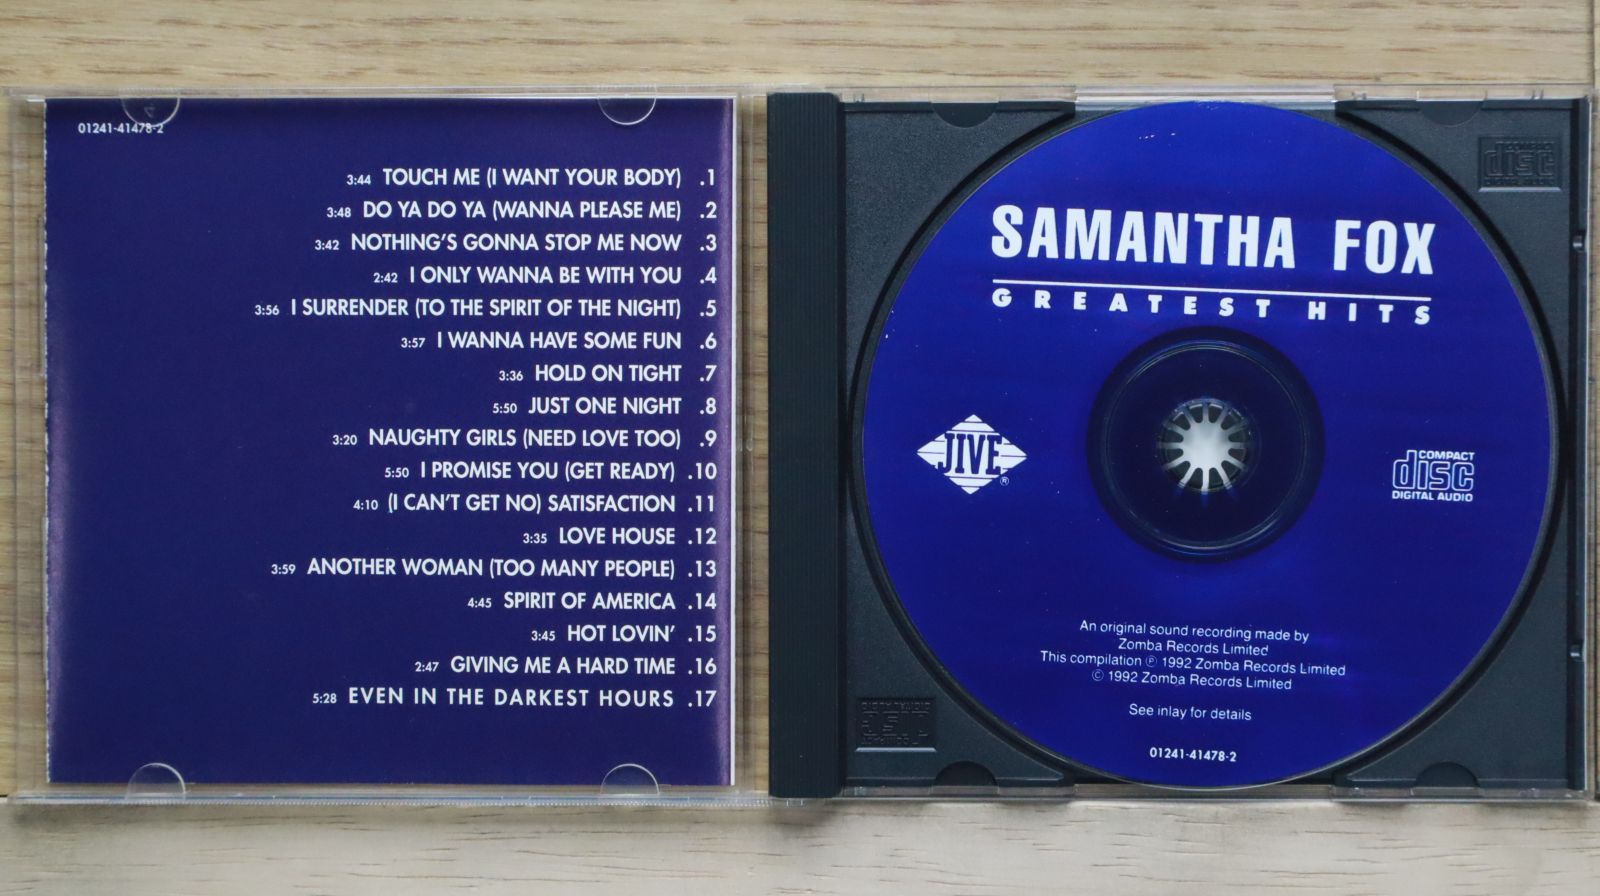 01241-41478-2
3:44 TOUCH ME (I WANT YOUR BODY) .1
3:48 DO YA DO YA (WANNA PLEASE ME) .2
3:42 NOTHING'S GONNA STOP ME NOW .3
2:42 I ONLY WANNA BE WITH YOU .4
3:56 I SURRENDER (TO THE SPIRIT OF THE NIGHT) .5
3:57 I WANNA HAVE SOME FUN .6
3:36 HOLD ON TIGHT .7
5:50 JUST ONE NIGHT .8
3:20 NAUGHTY GIRLS (NEED LOVE TOO) .9
5:50 I PROMISE YOU (GET READY) .10
4:10 (I CAN'T GET NO) SATISFACTION .11
3:35 LOVE HOUSE .12
3:59 ANOTHER WOMAN (TOO MANY PEOPLE) .13
4:45 SPIRIT OF AMERICA .14
3:45 HOT LOVIN' .15
2:47 GIVING ME A HARD TIME .16
5:28 EVEN IN THE DARKEST HOURS .17
SAMANTHA FOX
GREATEST HITS
JIVE ®
COMPACT
disc
DIGITAL AUDIO
An original sound recording made by
Zomba Records Limited
This compilation ℗ 1992 Zomba Records Limited
© 1992 Zomba Records Limited
See inlay for details
01241-41478-2
COMPACT
disc
DIGITAL AUDIO